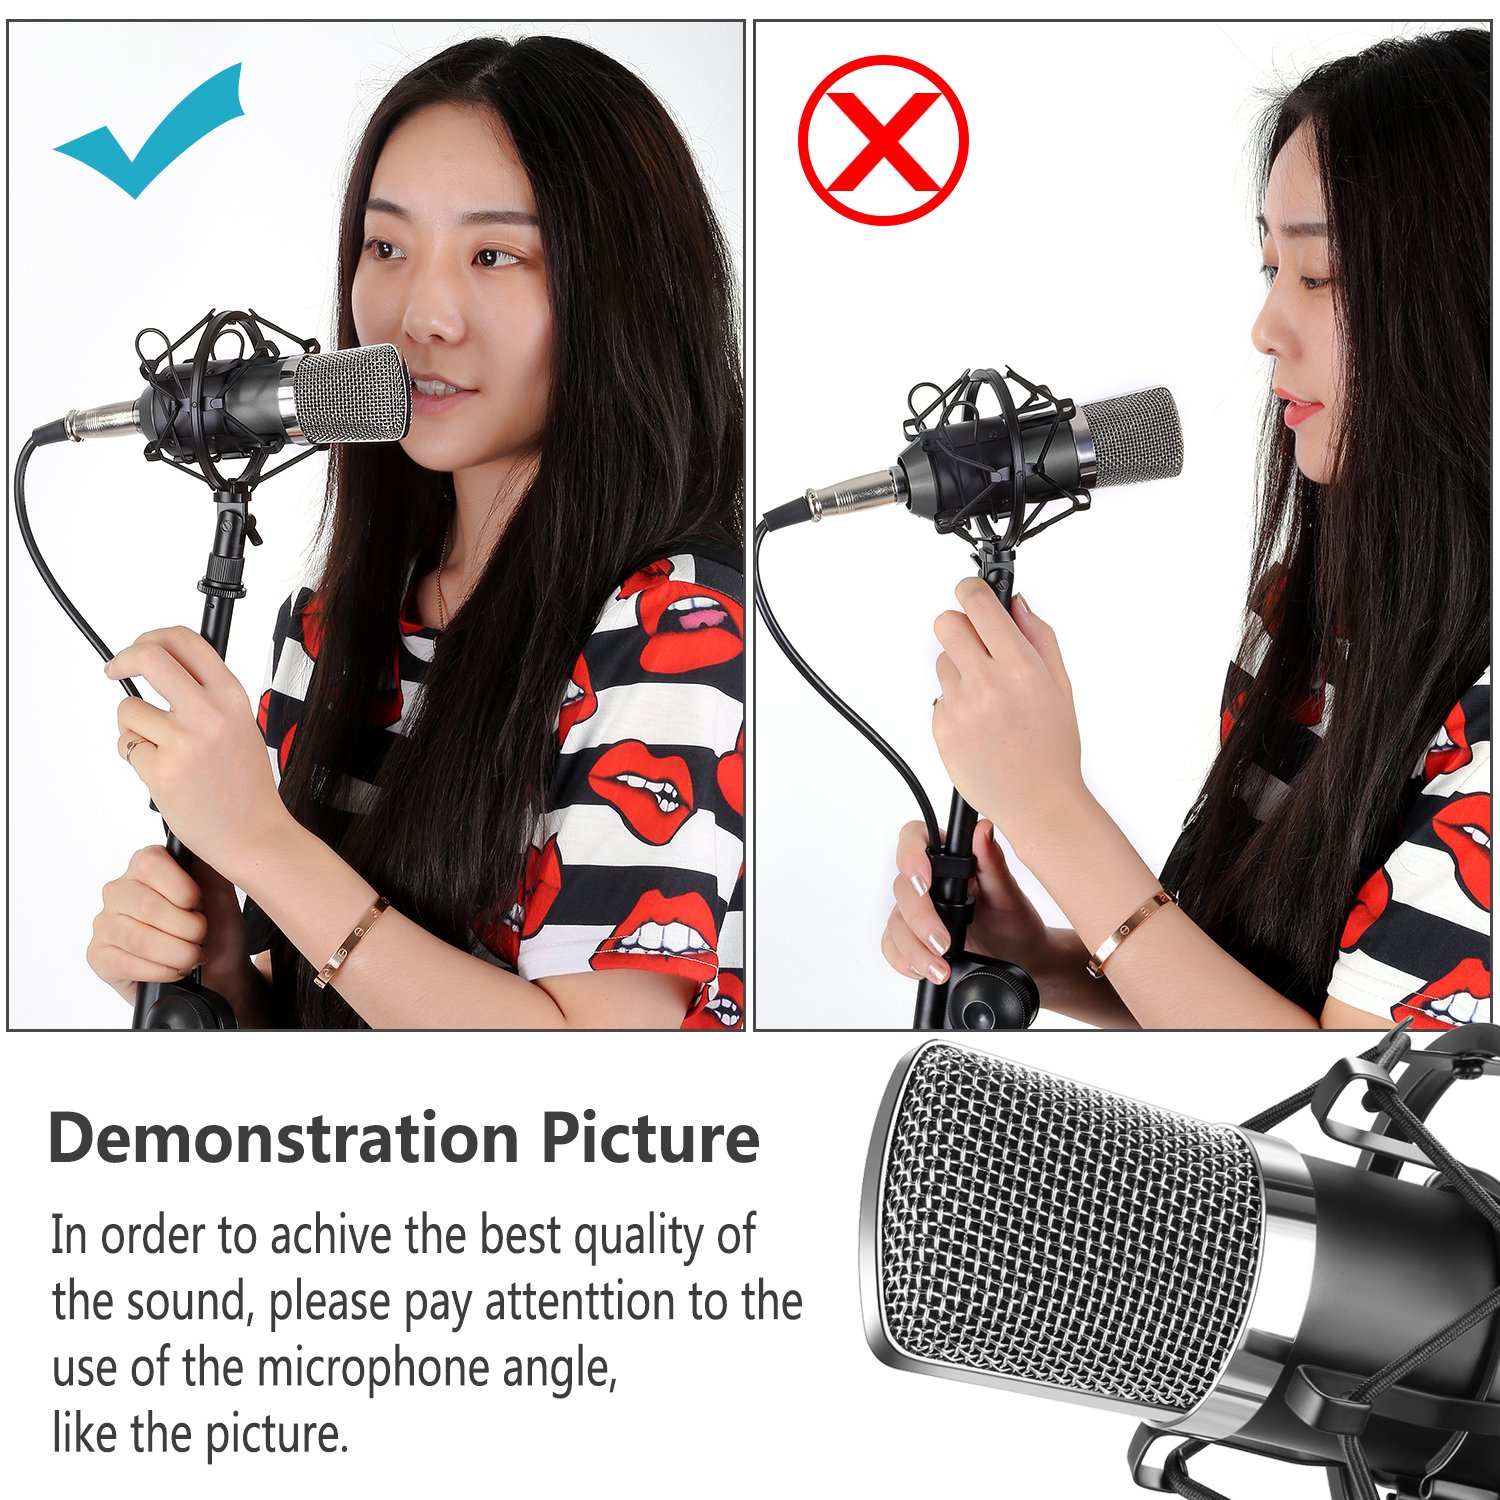 Demonstration Picture
In order to achive the best quality of
the sound, please pay attenttion to the
use of the microphone angle,
like the picture.